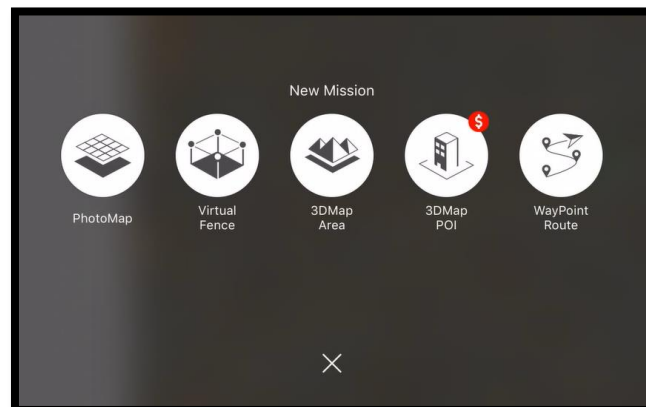 New Mission
$
PhotoMap
Virtual
Fence
3DMap
Area
3DMap
POI
WayPoint
Route